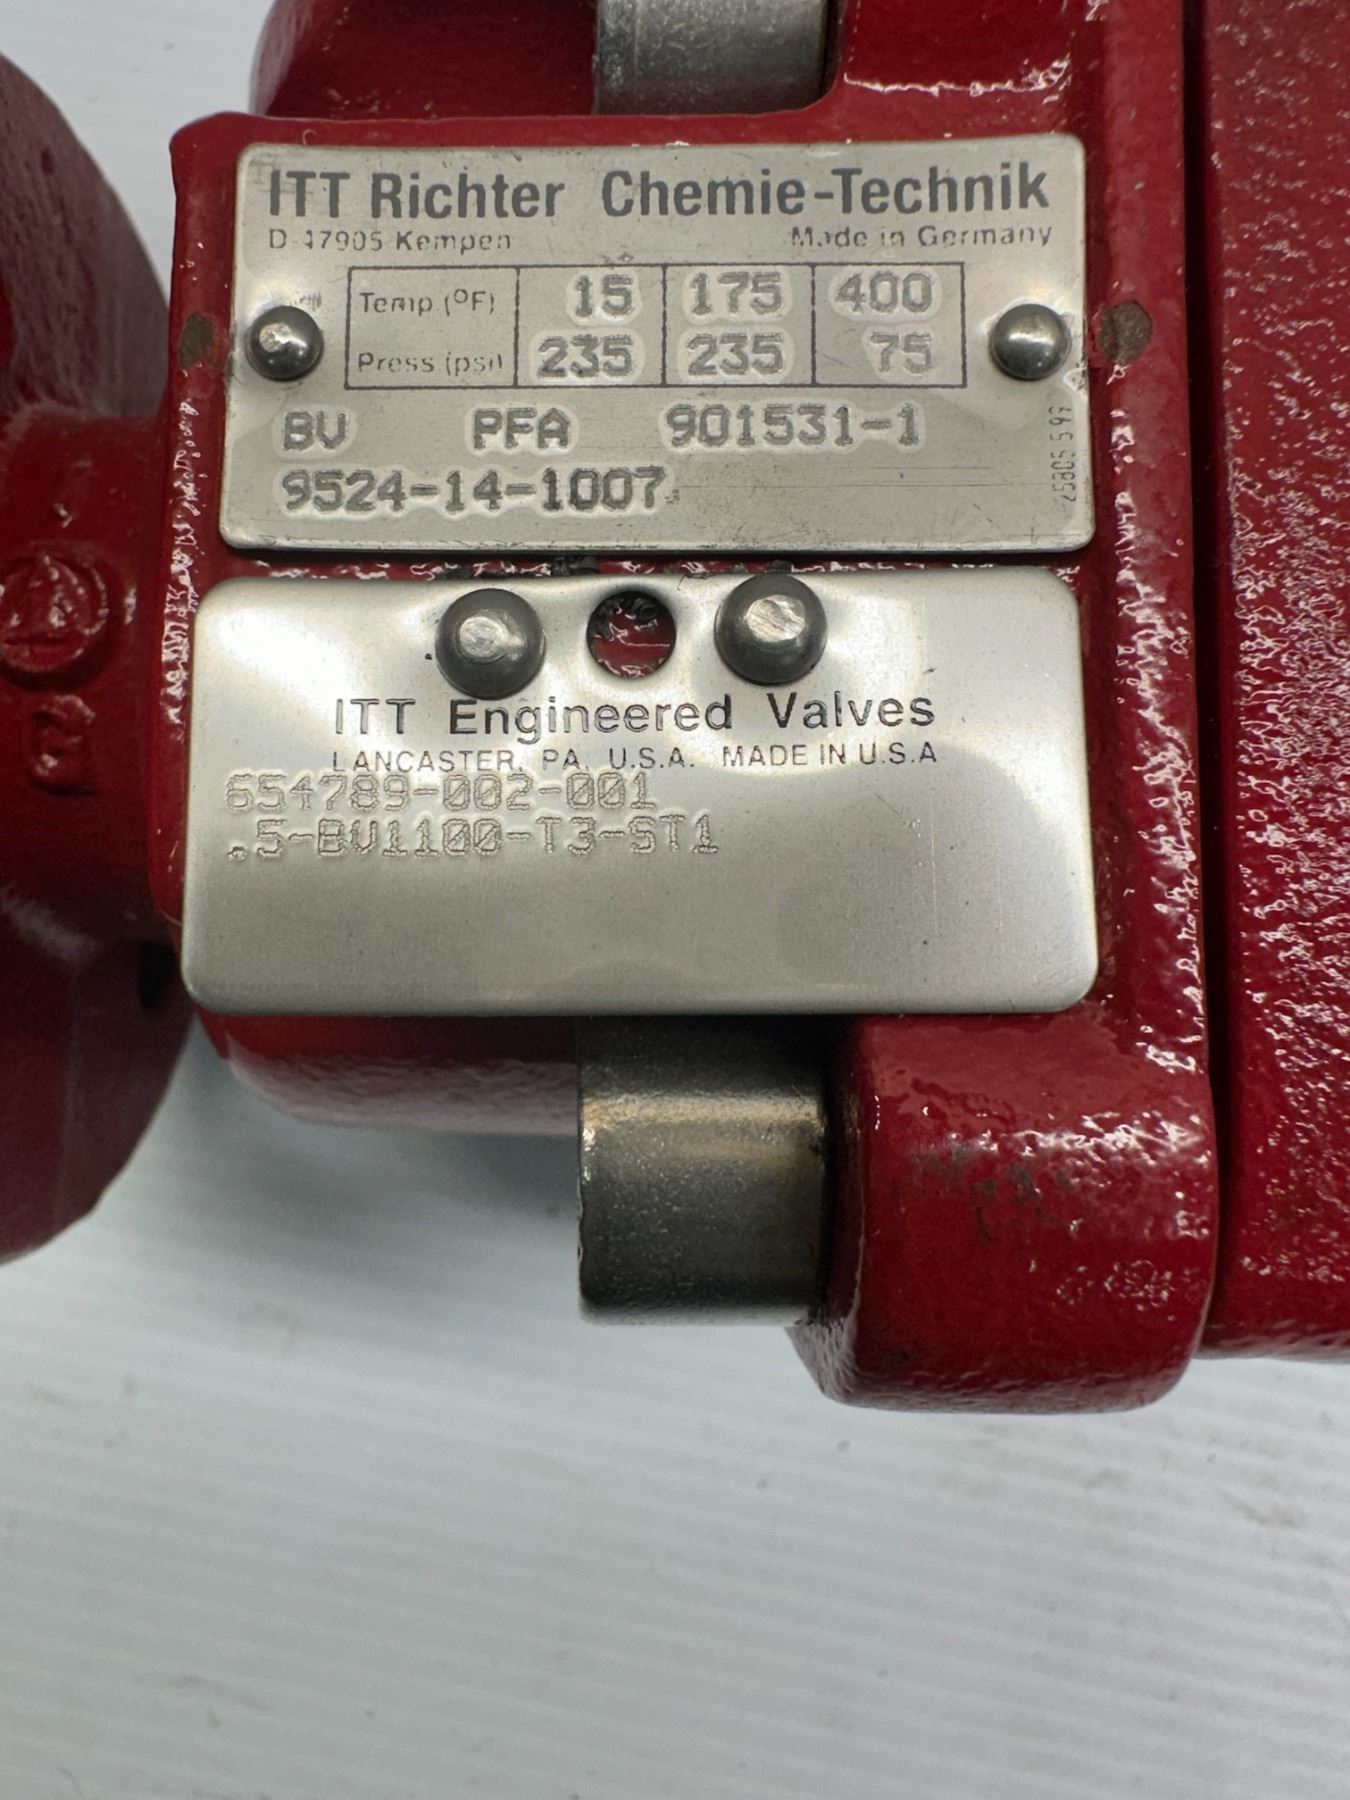 ITT Richter Chemie-Technik
D-47905 Kempen Made in Germany
Temp (°F) 15 175 400
Press (psi) 235 235 75
BV PFA 901531-1
9524-14-1007
ITT Engineered Valves
LANCASTER, PA. U.S.A. MADE IN U.S.A
654789-002-001
.5-BV1100-T3-ST1